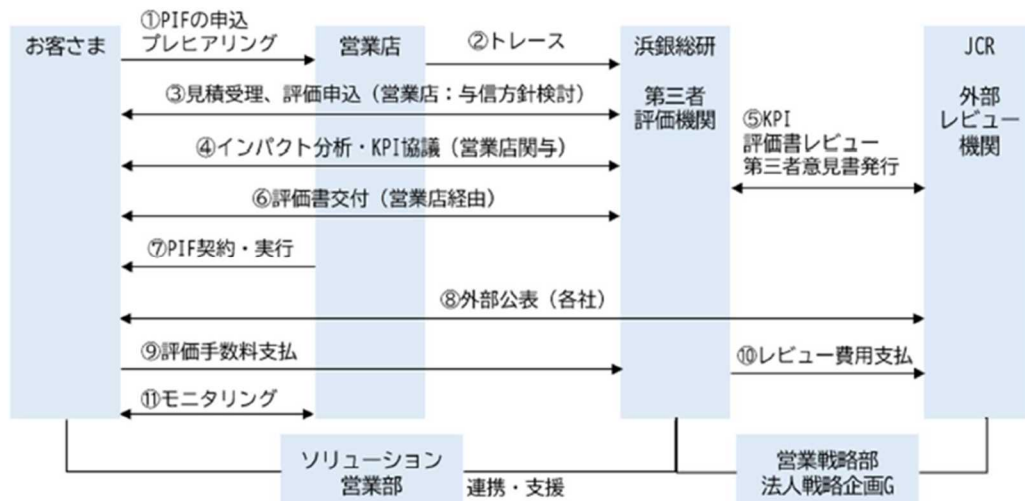 お客さま
①PIFの申込
プレヒアリング
営業店
②トレース
浜銀総研
第三者
評価機関
JCR
外部
レビュー
機関
③見積受理、評価申込（営業店：与信方針検討）
④インパクト分析・KPI協議（営業店関与）
⑤KPI
評価書レビュー
第三者意見書発行
⑥評価書交付（営業店経由）
⑦PIF契約・実行
⑧外部公表（各社）
⑨評価手数料支払
⑩レビュー費用支払
⑪モニタリング
ソリューション
営業部
連携・支援
営業戦略部
法人戦略企画G